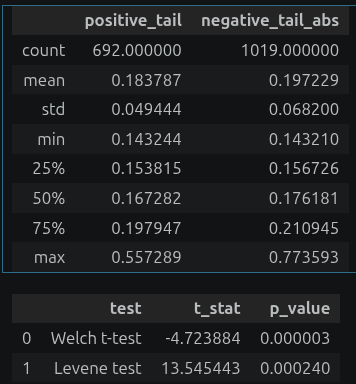 positive_tail negative_tail_abs
count 692.000000 1019.000000
mean 0.183787 0.197229
std 0.049444 0.068200
min 0.143244 0.143210
25% 0.153815 0.156726
50% 0.167282 0.176181
75% 0.197947 0.210945
max 0.557289 0.773593
test t_stat p_value
0 Welch t-test -4.723884 0.000003
1 Levene test 13.545443 0.000240